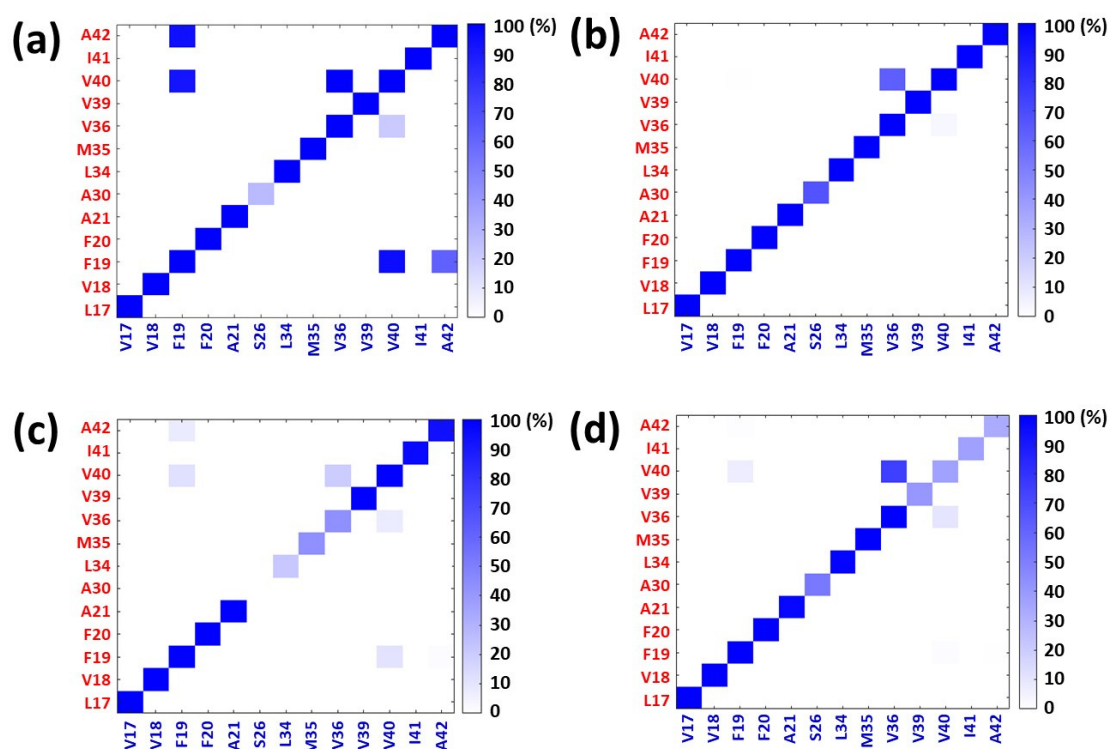 (a)
A42
I41
V40
V39
V36
M35
L34
A30
A21
F20
F19
V18
L17
V17 V18 F19 F20 A21 S26 L34 M35 V36 V39 V40 I41 A42
100 (%)
90
80
70
60
50
40
30
20
10
0
(b)
A42
I41
V40
V39
V36
M35
L34
A30
A21
F20
F19
V18
L17
V17 V18 F19 F20 A21 S26 L34 M35 V36 V39 V40 I41 A42
100 (%)
90
80
70
60
50
40
30
20
10
0
(c)
A42
I41
V40
V39
V36
M35
L34
A30
A21
F20
F19
V18
L17
V17 V18 F19 F20 A21 S26 L34 M35 V36 V39 V40 I41 A42
100 (%)
90
80
70
60
50
40
30
20
10
0
(d)
A42
I41
V40
V39
V36
M35
L34
A30
A21
F20
F19
V18
L17
V17 V18 F19 F20 A21 S26 L34 M35 V36 V39 V40 I41 A42
100 (%)
90
80
70
60
50
40
30
20
10
0